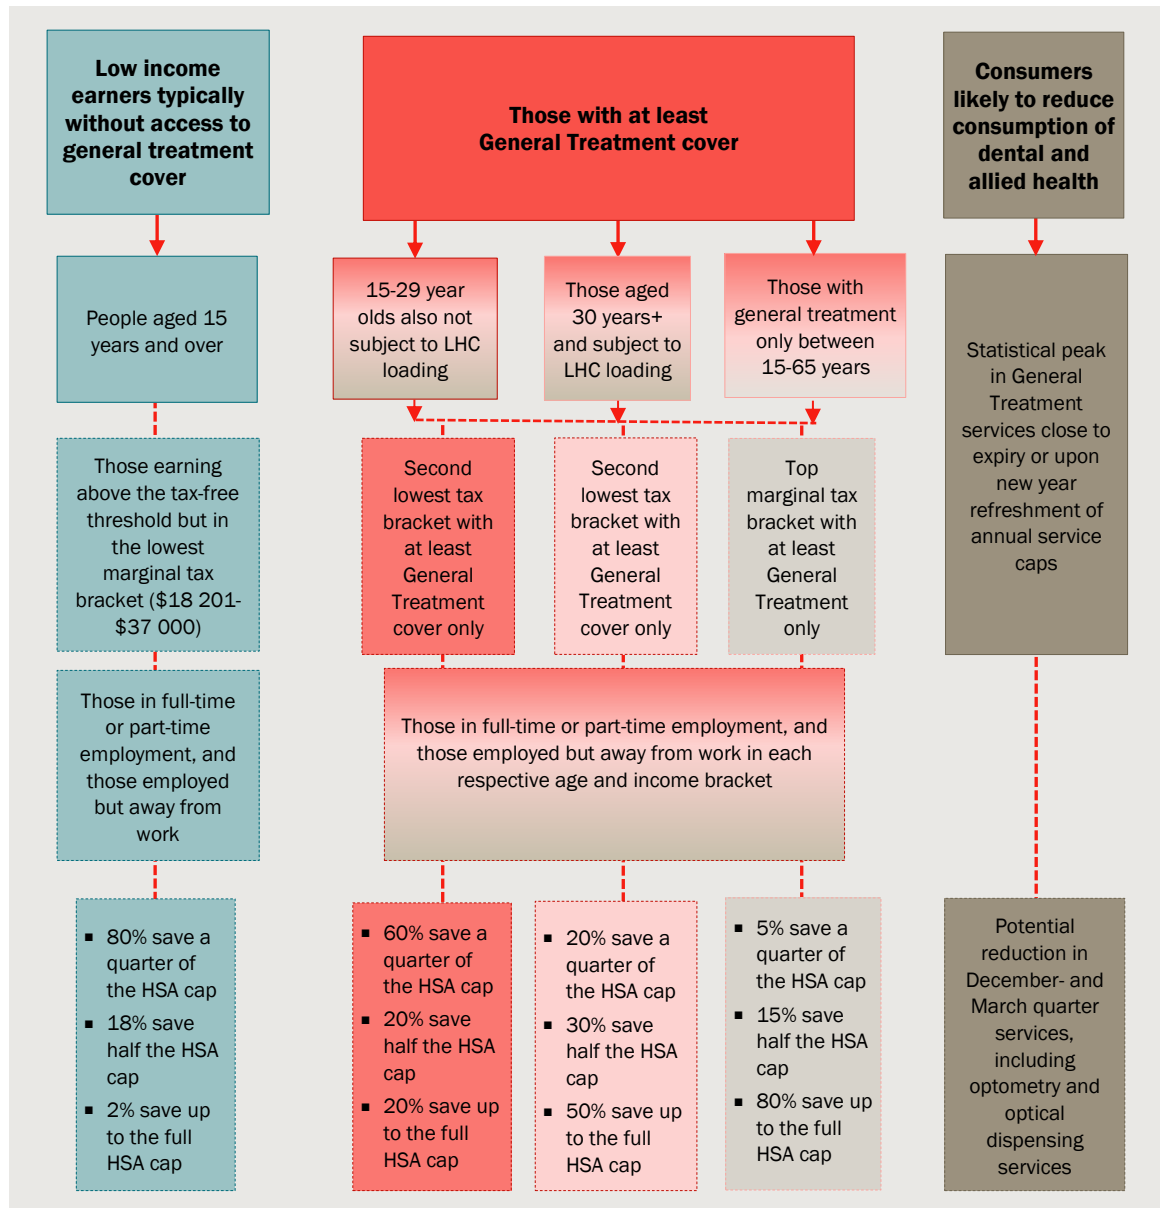 Low income
earners typically
without access to
general treatment
cover
People aged 15
years and over
Those earning
above the tax-free
threshold but in
the lowest
marginal tax
bracket ($18 201-
$37 000)
Those in full-time
or part-time
employment, and
those employed
but away from
work
▪ 80% save a
quarter of
the HSA cap
▪ 18% save
half the HSA
cap
▪ 2% save up
to the full
HSA cap
Those with at least
General Treatment cover
15-29 year
olds also not
subject to LHC
loading
Those aged
30 years+
and subject to
LHC loading
Those with
general treatment
only between
15-65 years
Second
lowest tax
bracket with
at least
General
Treatment
cover only
Second
lowest tax
bracket with
at least
General
Treatment
cover only
Top
marginal tax
bracket with
at least
General
Treatment
only
Those in full-time or part-time employment, and
those employed but away from work in each
respective age and income bracket
▪ 60% save a
quarter of
the HSA cap
▪ 20% save
half the HSA
cap
▪ 20% save up
to the full
HSA cap
▪ 20% save a
quarter of
the HSA cap
▪ 30% save
half the HSA
cap
▪ 50% save up
to the full
HSA cap
▪ 5% save a
quarter of
the HSA cap
▪ 15% save
half the HSA
cap
▪ 80% save up
to the full
HSA cap
Consumers
likely to reduce
consumption of
dental and
allied health
Statistical peak
in General
Treatment
services close to
expiry or upon
new year
refreshment of
annual service
caps
Potential
reduction in
December- and
March quarter
services,
including
optometry and
optical
dispensing
services